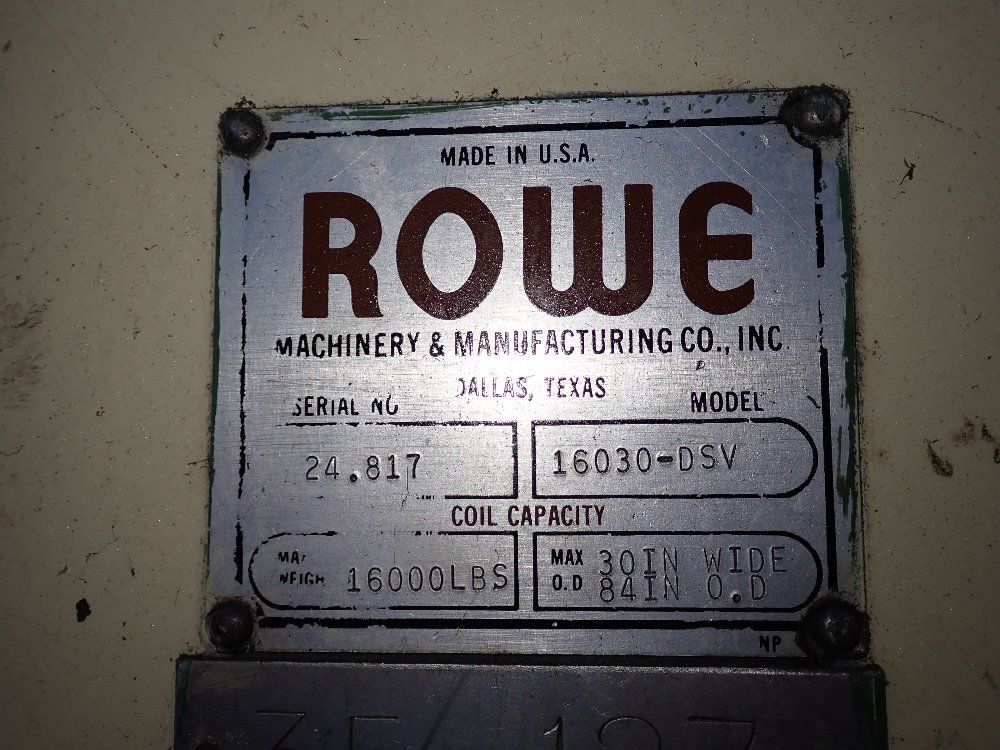 MADE IN U.S.A.
ROWE
MACHINERY & MANUFACTURING CO., INC
DALLAS, TEXAS
SERIAL NO MODEL
24.817 16030-DSV
COIL CAPACITY
MAX 30IN WIDE
WEIGH 16000LBS O.D 84IN O.D
NP